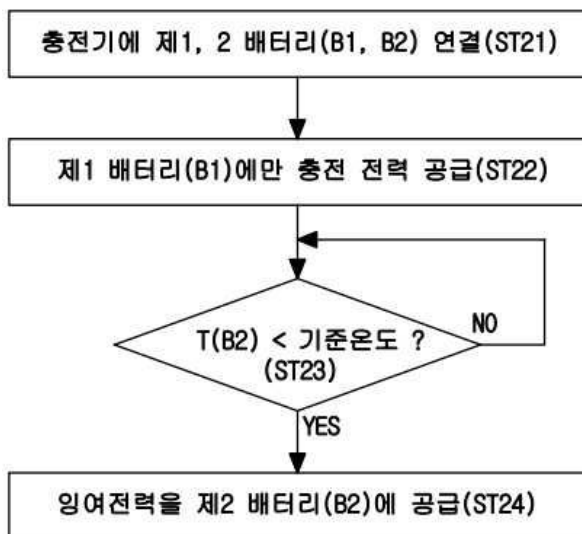 충전기에 제1, 2 배터리(B1, B2) 연결(ST21)
제1 배터리(B1)에만 충전 전력 공급(ST22)
NO
T(B2) < 기준온도 ?
(ST23)
YES
잉여전력을 제2 배터리(B2)에 공급(ST24)